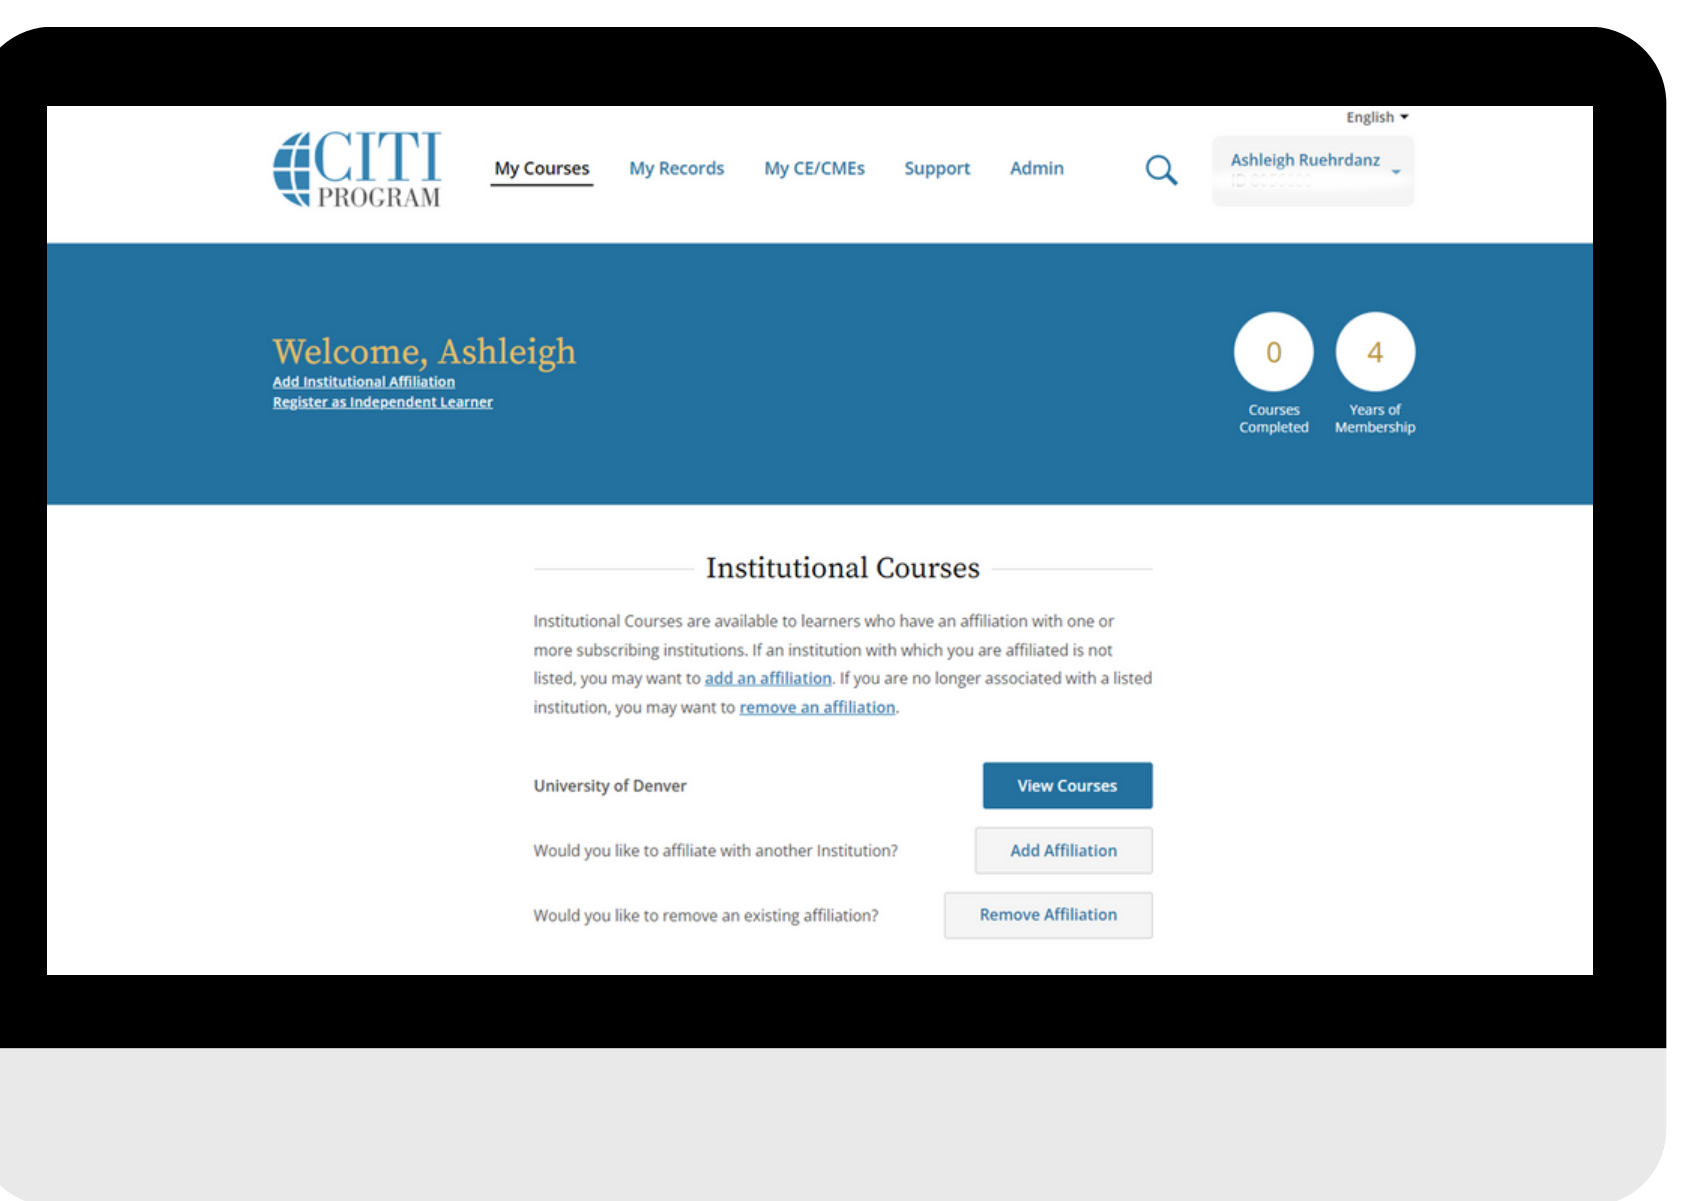 English
CITI
PROGRAM
My Courses My Records My CE/CMEs Support Admin
Ashleigh Ruehrdanz
Welcome, Ashleigh
Add Institutional Affiliation
Register as Independent Learner
0 4
Courses Completed
Years of Membership
Institutional Courses
Institutional Courses are available to learners who have an affiliation with one or
more subscribing institutions. If an institution with which you are affiliated is not
listed, you may want to add an affiliation. If you are no longer associated with a listed
institution, you may want to remove an affiliation.
University of Denver View Courses
Would you like to affiliate with another Institution? Add Affiliation
Would you like to remove an existing affiliation? Remove Affiliation